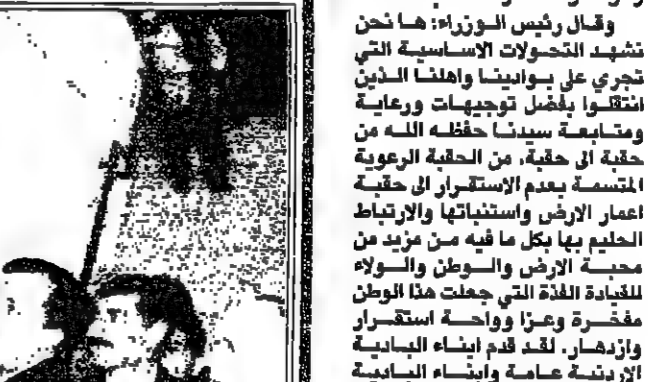 وقال رئيس الوزراء: ها نحن
نشهد التحولات الاساسية التي
تجري على بوادينا واهلنا الذين
انتقلوا بفضل توجيهات ورعاية
ومتابعة سيدنا حفظه الله من
حقبة الى حقبة، من الحقبة الرعوية
المتسمة بعدم الاستقرار الى حقبة
اعمار الارض واستنباتها والارتباط
الحليم بها بكل ما فيه من مزيد من
محبة الارض والوطن والولاء
للقيادة الفذة التي جعلت هذا الوطن
مفخرة وعزا وواحة استقرار
وازدهار. لقد قدم ابناء البادية
الاردنية عامة وابناء البادية